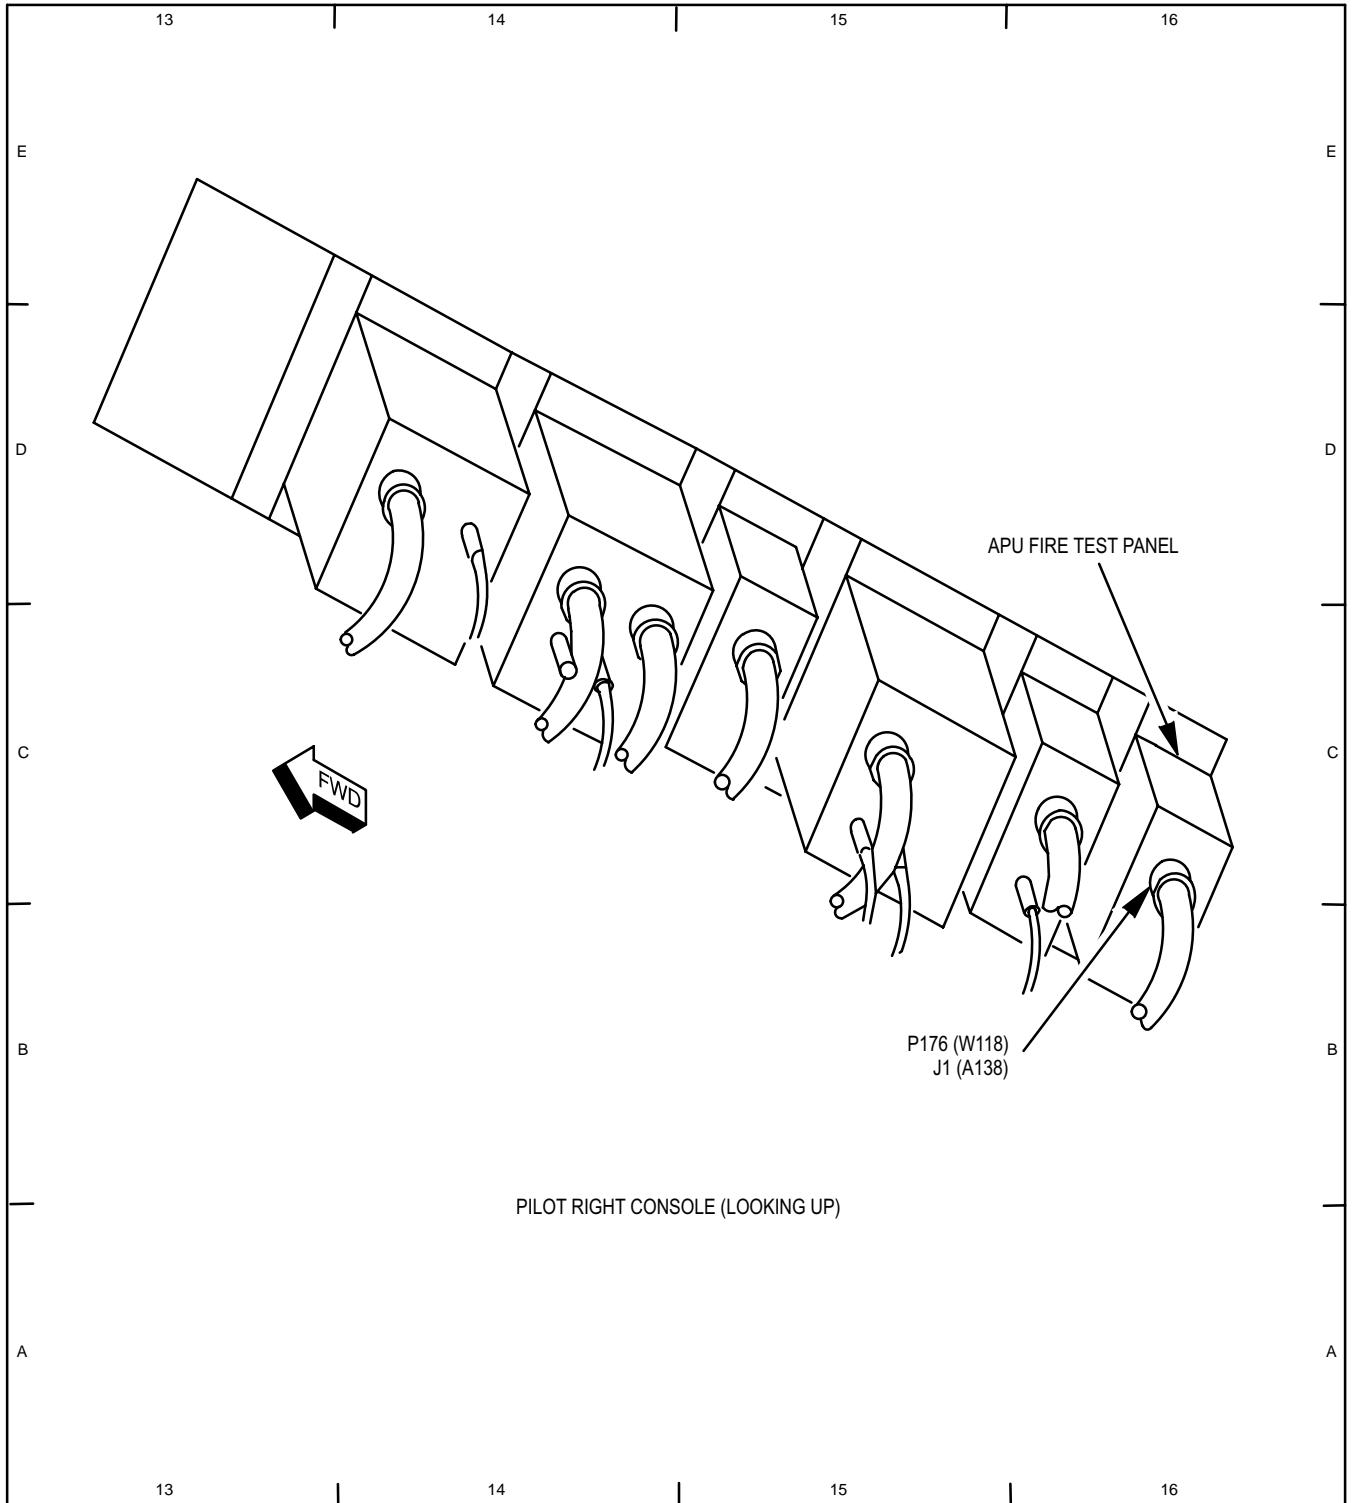 13 14 15 16
E E
D D
APU FIRE TEST PANEL
C C
FWD
P176 (W118)
B B
J1 (A138)
PILOT RIGHT CONSOLE (LOOKING UP)
A A
13 14 15 16